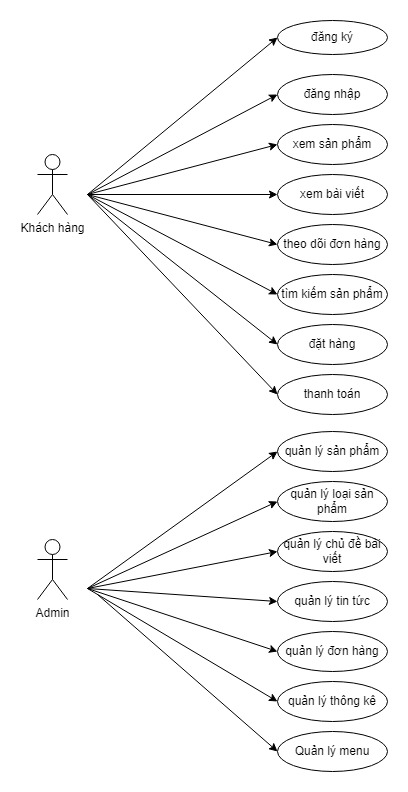 đăng ký
đăng nhập
xem sản phẩm
xem bài viết
Khách hàng
theo dõi đơn hàng
tìm kiếm sản phẩm
đặt hàng
thanh toán
quản lý sản phẩm
quản lý loại sản
phẩm
quản lý chủ đề bài
viết
quản lý tin tức
Admin
quản lý đơn hàng
quản lý thống kê
Quản lý menu